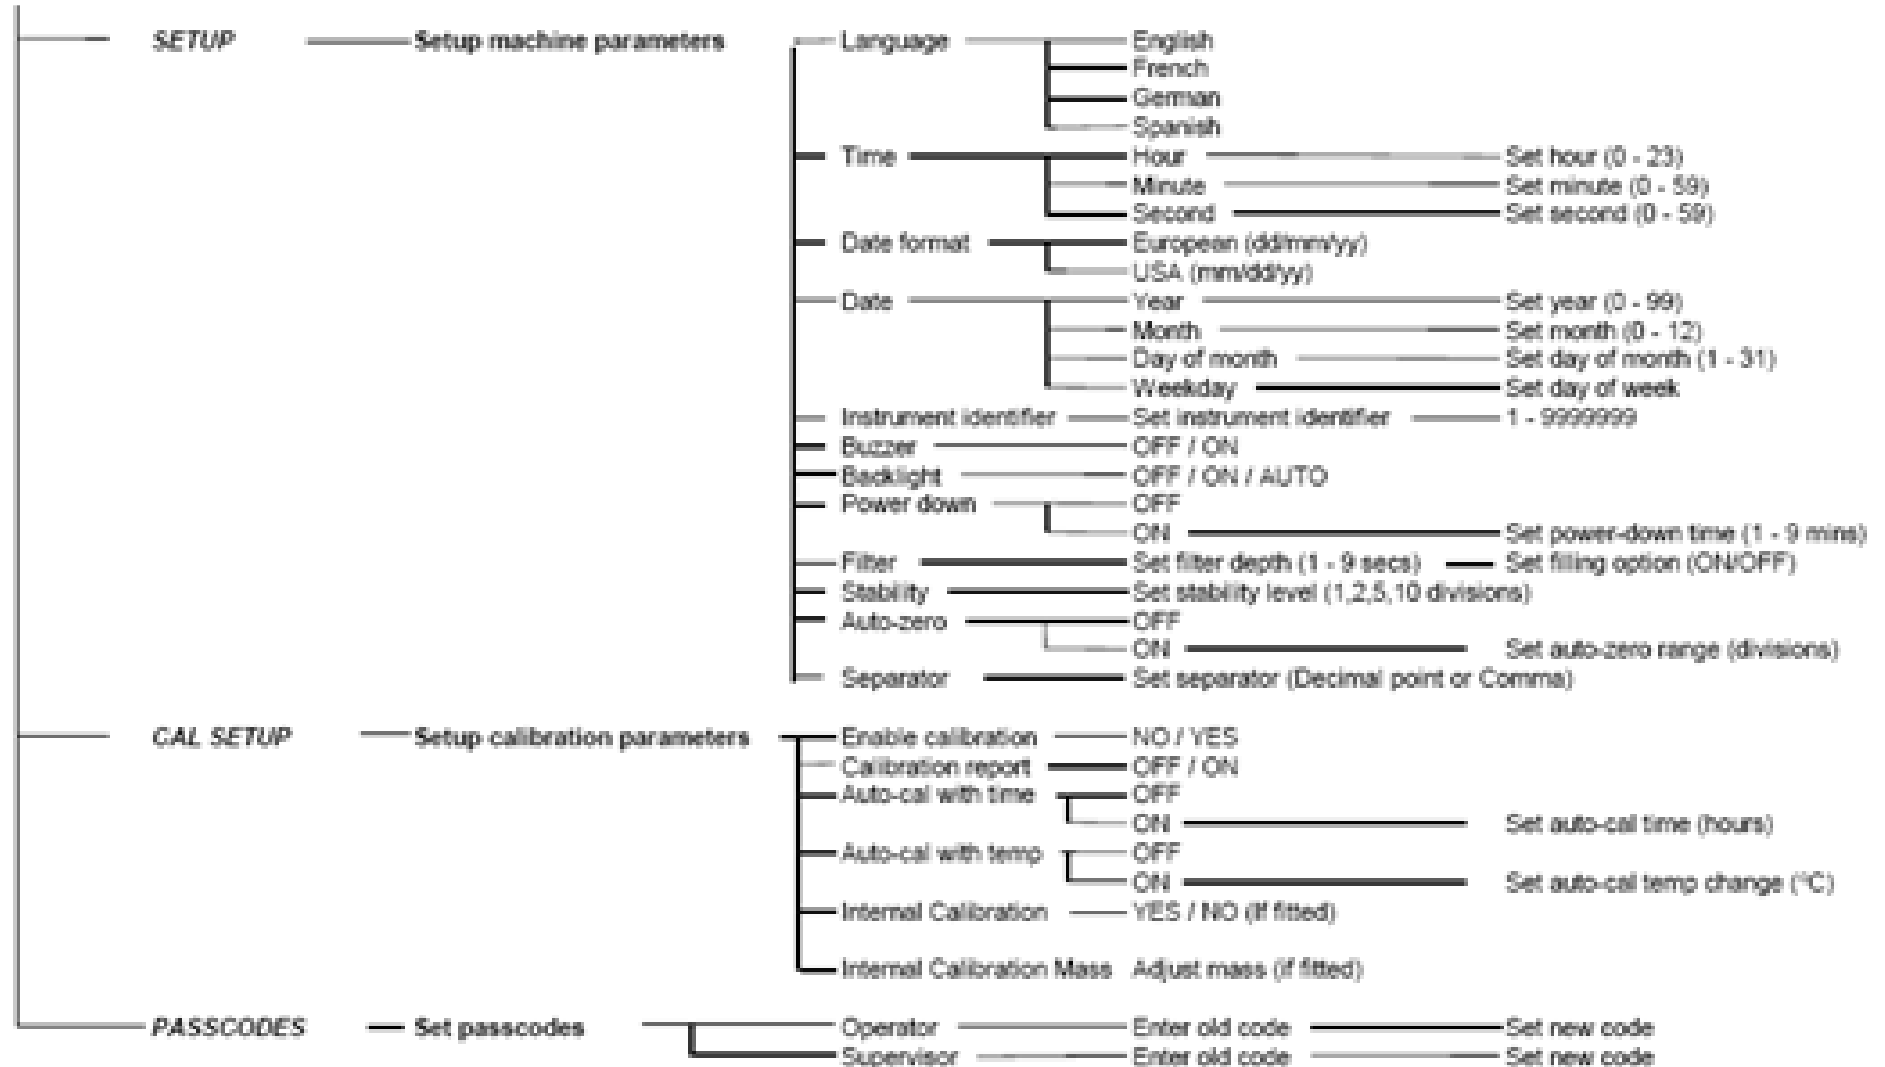 SETUP Setup machine parameters Language English
French
German
Spanish
Time Hour Set hour (0 - 23)
Minute Set minute (0 - 59)
Second Set second (0 - 59)
Date format European (dd/mm/yy)
USA (mm/dd/yy)
Date Year Set year (0 - 99)
Month Set month (0 - 12)
Day of month Set day of month (1 - 31)
Weekday Set day of week
Instrument identifier Set instrument identifier 1 - 9999999
Buzzer OFF / ON
Backlight OFF / ON / AUTO
Power down OFF
ON Set power-down time (1 - 9 mins)
Filter Set filter depth (1 - 9 secs) Set filling option (ON/OFF)
Stability Set stability level (1,2,5,10 divisions)
Auto-zero OFF
ON Set auto-zero range (divisions)
Separator Set separator (Decimal point or Comma)
CAL SETUP Setup calibration parameters Enable calibration NO / YES
Calibration report OFF / ON
Auto-cal with time OFF
ON Set auto-cal time (hours)
Auto-cal with temp OFF
ON Set auto-cal temp change (°C)
Internal Calibration YES / NO (If fitted)
Internal Calibration Mass Adjust mass (if fitted)
PASSCODES Set passcodes Operator Enter old code Set new code
Supervisor Enter old code Set new code